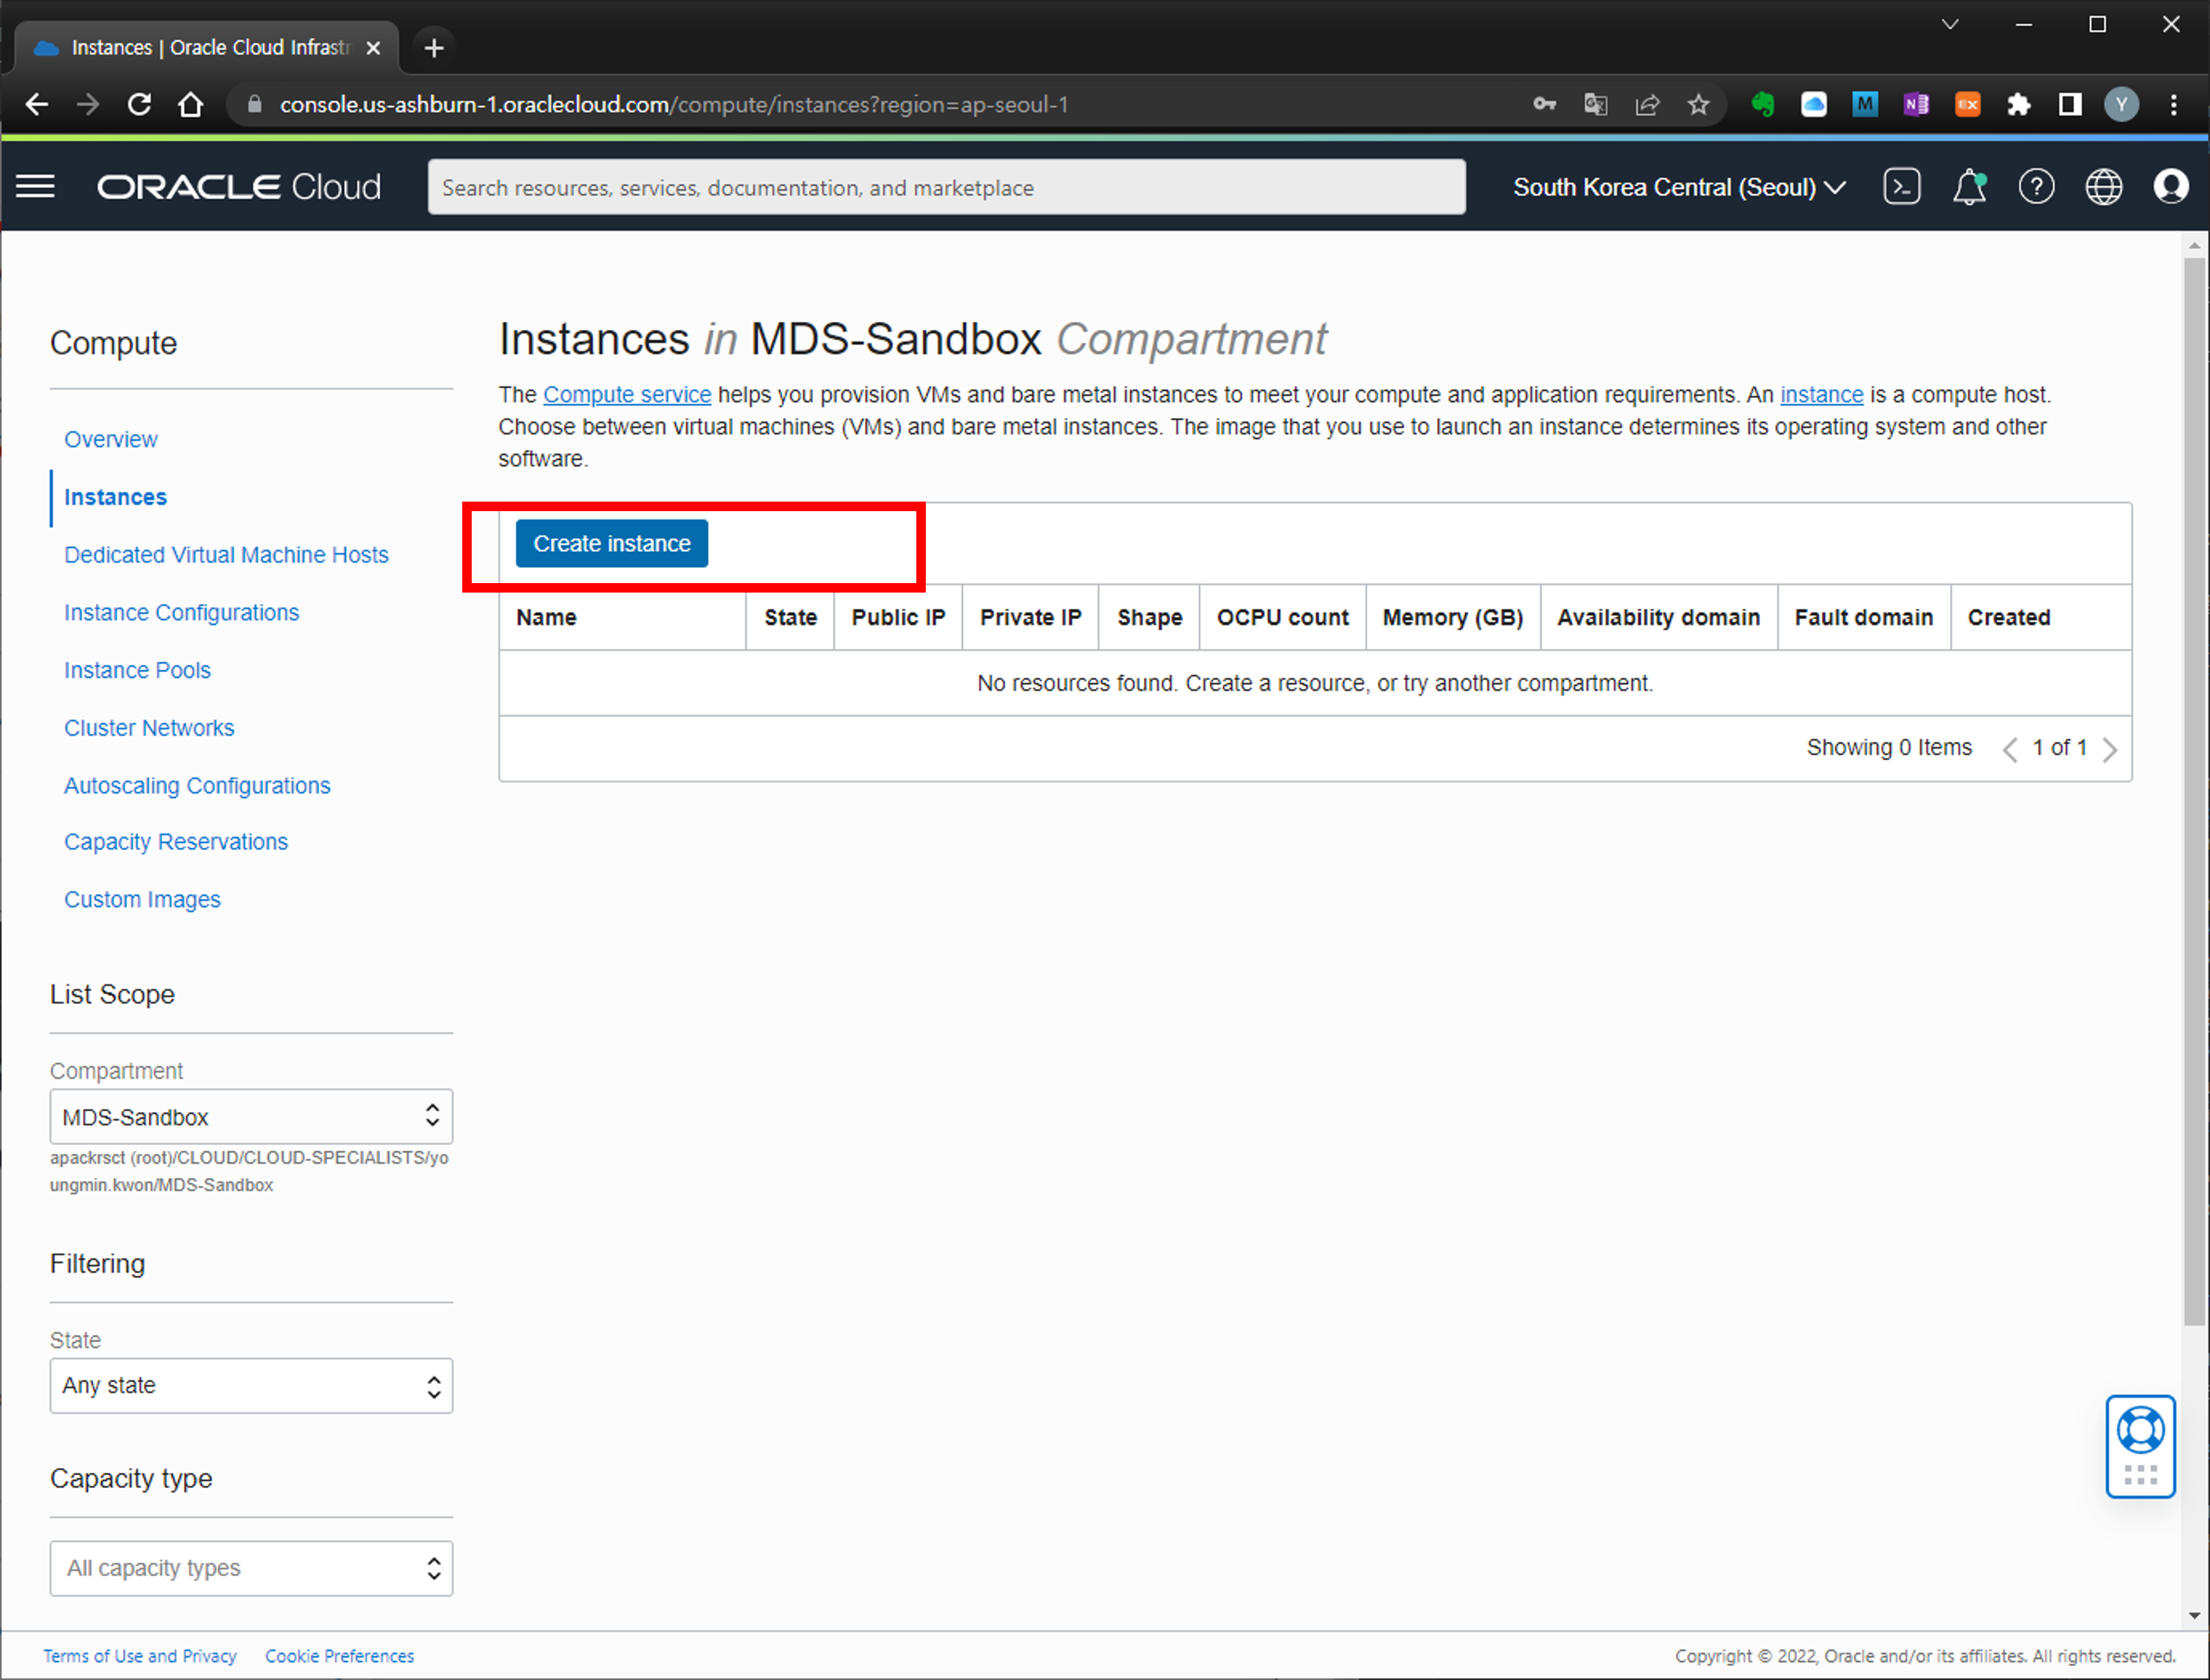 Instances | Oracle Cloud Infrastr
console.us-ashburn-1.oraclecloud.com/compute/instances?region=ap-seoul-1
M
N
EX
Y
ORACLE Cloud
Search resources, services, documentation, and marketplace
South Korea Central (Seoul)
Compute
Overview
Instances
Dedicated Virtual Machine Hosts
Instance Configurations
Instance Pools
Cluster Networks
Autoscaling Configurations
Capacity Reservations
Custom Images
List Scope
Compartment
MDS-Sandbox
apackrsct (root)/CLOUD/CLOUD-SPECIALISTS/yo
ungmin.kwon/MDS-Sandbox
Filtering
State
Any state
Capacity type
All capacity types
Instances in MDS-Sandbox Compartment
The Compute service helps you provision VMs and bare metal instances to meet your compute and application requirements. An instance is a compute host.
Choose between virtual machines (VMs) and bare metal instances. The image that you use to launch an instance determines its operating system and other
software.
Create instance
Name State Public IP Private IP Shape OCPU count Memory (GB) Availability domain Fault domain Created
No resources found. Create a resource, or try another compartment.
Showing 0 Items 1 of 1
Terms of Use and Privacy Cookie Preferences
Copyright © 2022, Oracle and/or its affiliates. All rights reserved.